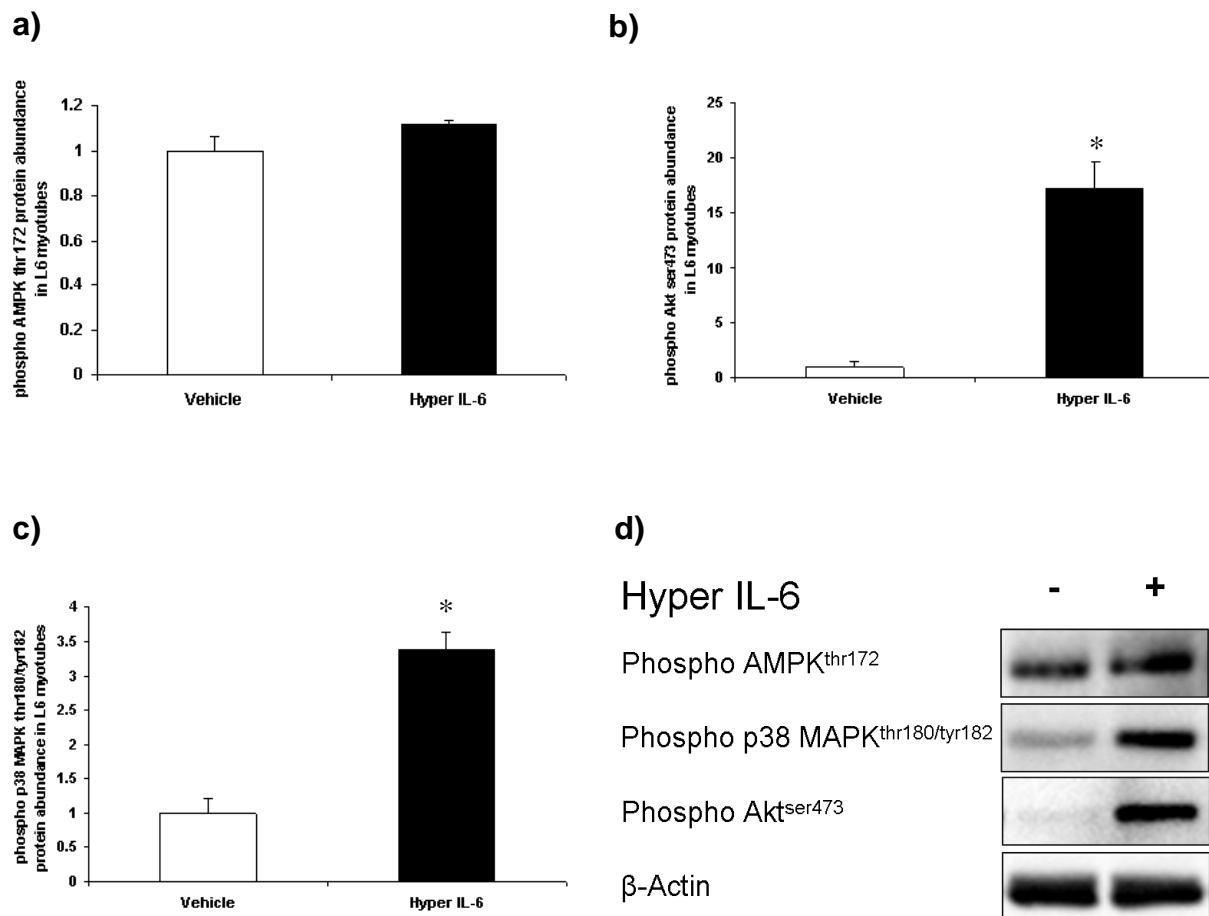 a)
phospho AMPK thr 172 protein abundance
in L6 myotubes
1.2
1
0.8
0.6
0.4
0.2
0
Vehicle
Hyper IL-6
b)
phospho Akt ser473 protein abundance
in L6 myotubes
25
20
15
10
5
0
*
Vehicle
Hyper IL-6
c)
phospho p38 MAPK thr180/tyr182
protein abundance in L6 myotubes
4
3.5
3
2.5
2
1.5
1
0.5
0
*
Vehicle
Hyper IL-6
d)
Hyper IL-6 - +
Phospho AMPKthr172
Phospho p38 MAPKthr180/tyr182
Phospho Aktser473
β-Actin